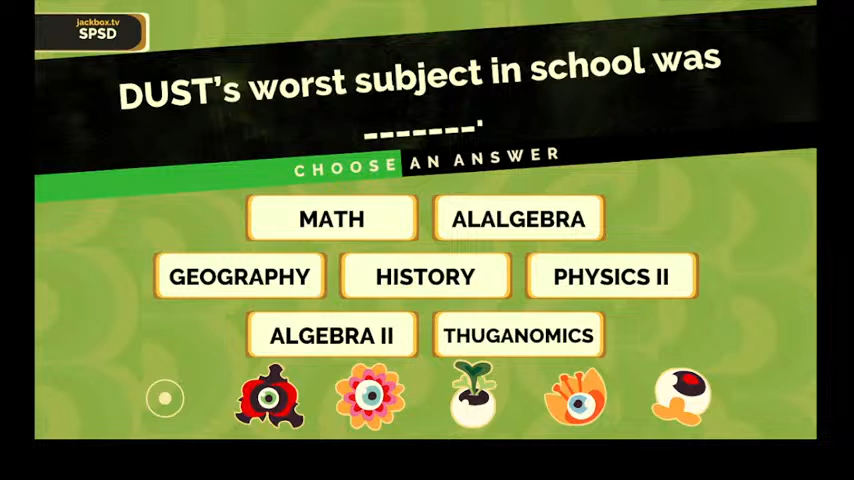 jackbox.tv
SPSD
DUST’s worst subject in school was
_______.
CHOOSE AN ANSWER
MATH
ALALGEBRA
GEOGRAPHY
HISTORY
PHYSICS II
ALGEBRA II
THUGANOMICS